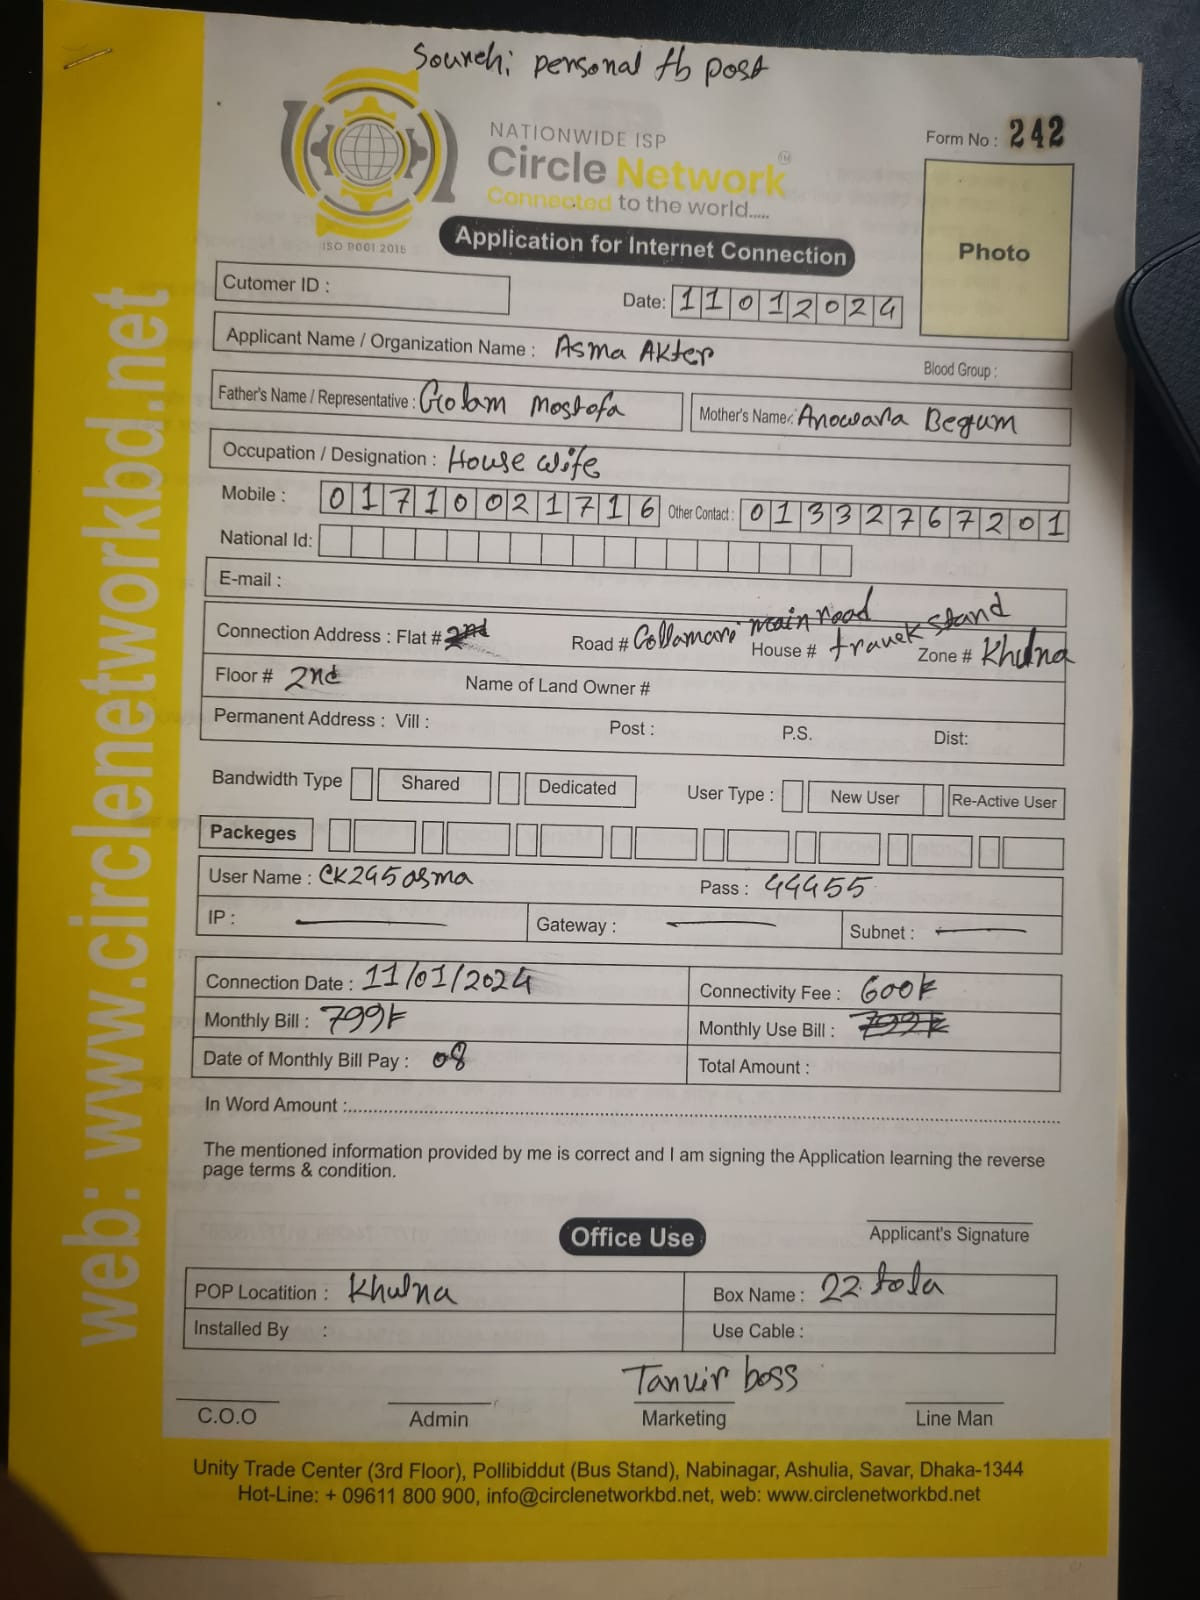 Sourch: personal fb post
NATIONWIDE ISP
Circle Network TM
Connected to the world.....
ISO 9001:2015
Form No : 242
Photo
Application for Internet Connection
Cutomer ID :
Date: 11012024
Applicant Name / Organization Name : Asma Akter
Blood Group :
Father's Name / Representative : Golam Mostofa
Mother's Name: Anowara Begum
Occupation / Designation : House wife
Mobile : 01710021716 Other Contact : 01332767201
National Id:
E-mail :
Connection Address : Flat # 2nd Road # Gollamari main road House # trauck stand Zone # Khulna
Floor # 2nd Name of Land Owner #
Permanent Address : Vill : Post : P.S. Dist:
Bandwidth Type Shared Dedicated User Type : New User Re-Active User
Packeges
User Name : CK245asma Pass : 44455
IP : Gateway : Subnet :
Connection Date : 11/01/2024 Connectivity Fee : 600
Monthly Bill : 799 Monthly Use Bill : 799
Date of Monthly Bill Pay : 08 Total Amount :
In Word Amount :
The mentioned information provided by me is correct and I am signing the Application learning the reverse
page terms & condition.
Applicant's Signature
Office Use
POP Locatition : Khulna Box Name : 22 tola
Installed By : Use Cable :
Tanvir boss
C.O.O Admin Marketing Line Man
Unity Trade Center (3rd Floor), Pollibiddut (Bus Stand), Nabinagar, Ashulia, Savar, Dhaka-1344
Hot-Line: + 09611 800 900, info@circlenetworkbd.net, web: www.circlenetworkbd.net
web: www.circlenetworkbd.net